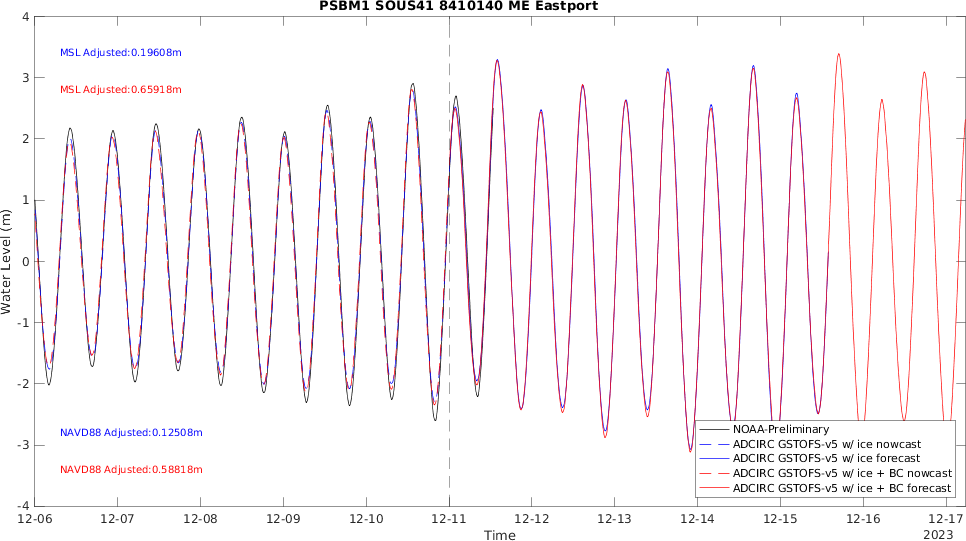 PSBM1 SOUS41 8410140 ME Eastport
4
3
2
1
0
-1
-2
-3
-4
Water Level (m)
MSL Adjusted:0.19608m
MSL Adjusted:0.65918m
NAVD88 Adjusted:0.12508m
NAVD88 Adjusted:0.58818m
NOAA-Preliminary
ADCIRC GSTOFS-v5 w/ ice nowcast
ADCIRC GSTOFS-v5 w/ ice forecast
ADCIRC GSTOFS-v5 w/ ice + BC nowcast
ADCIRC GSTOFS-v5 w/ ice + BC forecast
12-06 12-07 12-08 12-09 12-10 12-11 12-12 12-13 12-14 12-15 12-16 12-17
Time
2023